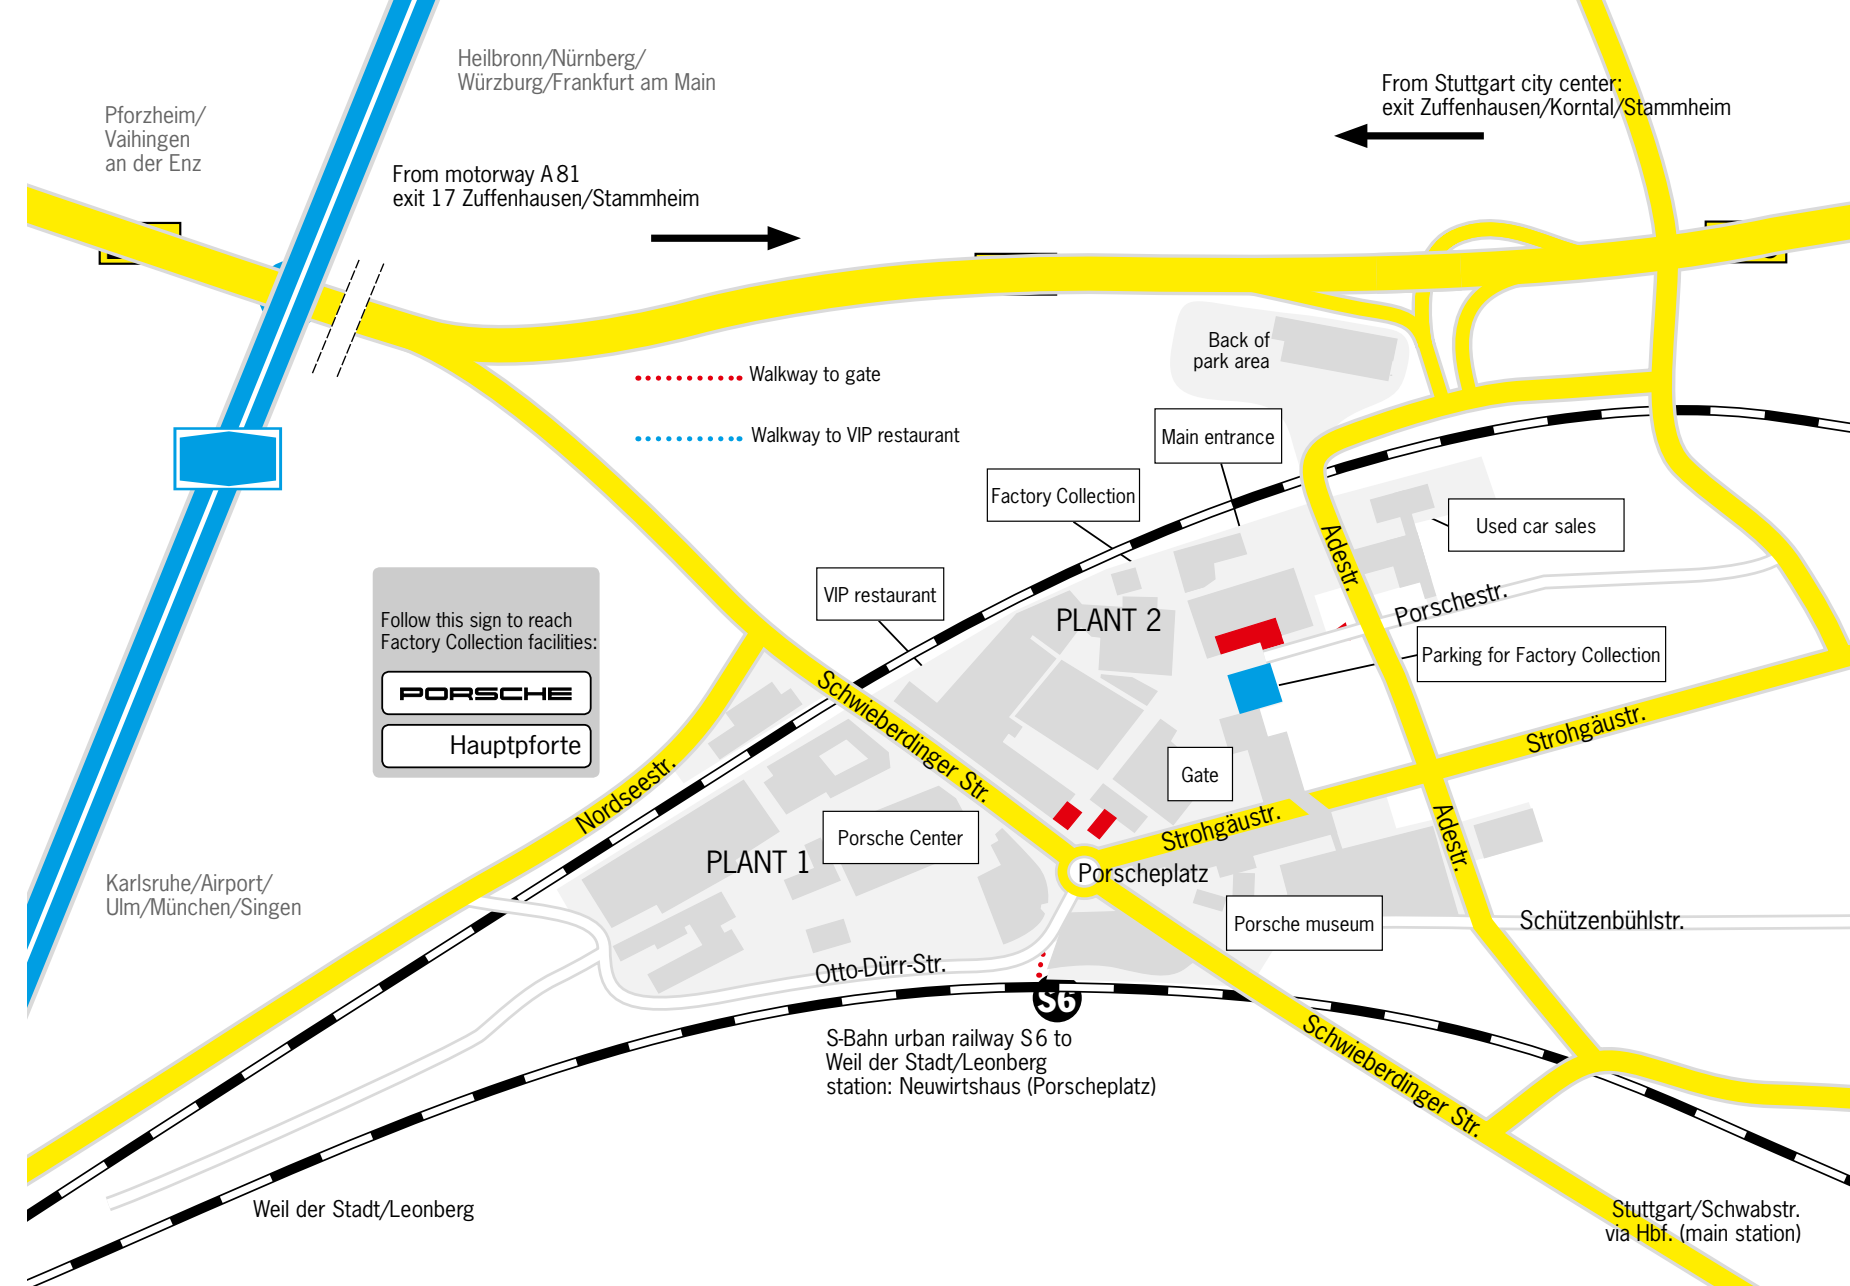 Heilbronn/Nürnberg/
Würzburg/Frankfurt am Main
From Stuttgart city center:
exit Zuffenhausen/Korntal/Stammheim
Pforzheim/
Vaihingen
an der Enz
From motorway A 81
exit 17 Zuffenhausen/Stammheim
Back of
park area
Walkway to gate
Walkway to VIP restaurant
Main entrance
Factory Collection
Used car sales
Adestr.
VIP restaurant
Porschestr.
PLANT 2
Follow this sign to reach
Factory Collection facilities:
PORSCHE
Hauptpforte
Parking for Factory Collection
Schwieberdinger Str.
Strohgäustr.
Nordseestr.
Gate
Porsche Center
Strohgäustr.
Adestr.
PLANT 1
Porscheplatz
Karlsruhe/Airport/
Ulm/München/Singen
Porsche museum
Schützenbühlstr.
Otto-Dürr-Str.
S6
S-Bahn urban railway S 6 to
Weil der Stadt/Leonberg
station: Neuwirtshaus (Porscheplatz)
Schwieberdinger Str.
Weil der Stadt/Leonberg
Stuttgart/Schwabstr.
via Hbf. (main station)